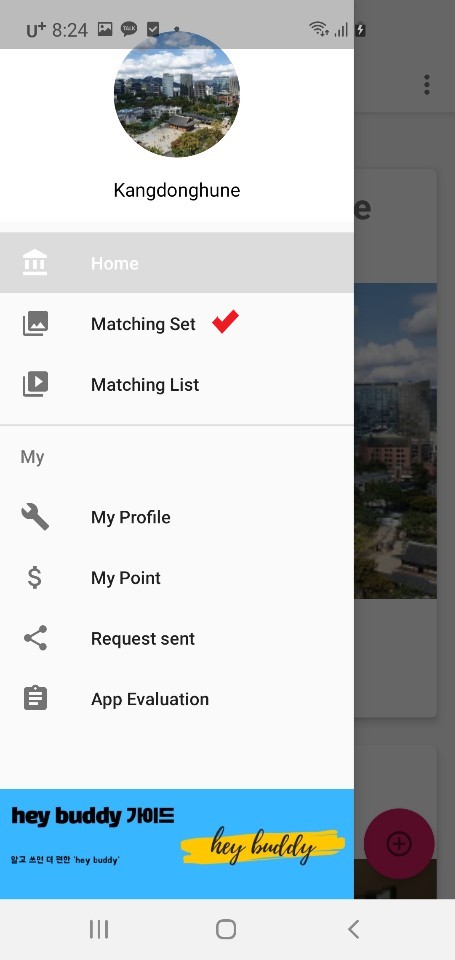 U+ 8:24
TALK
Kangdonghune
e
Home
Matching Set
Matching List
My
My Profile
My Point
Request sent
App Evaluation
hey buddy 가이드
알고 쓰면 더 편한 'hey buddy'
hey buddy